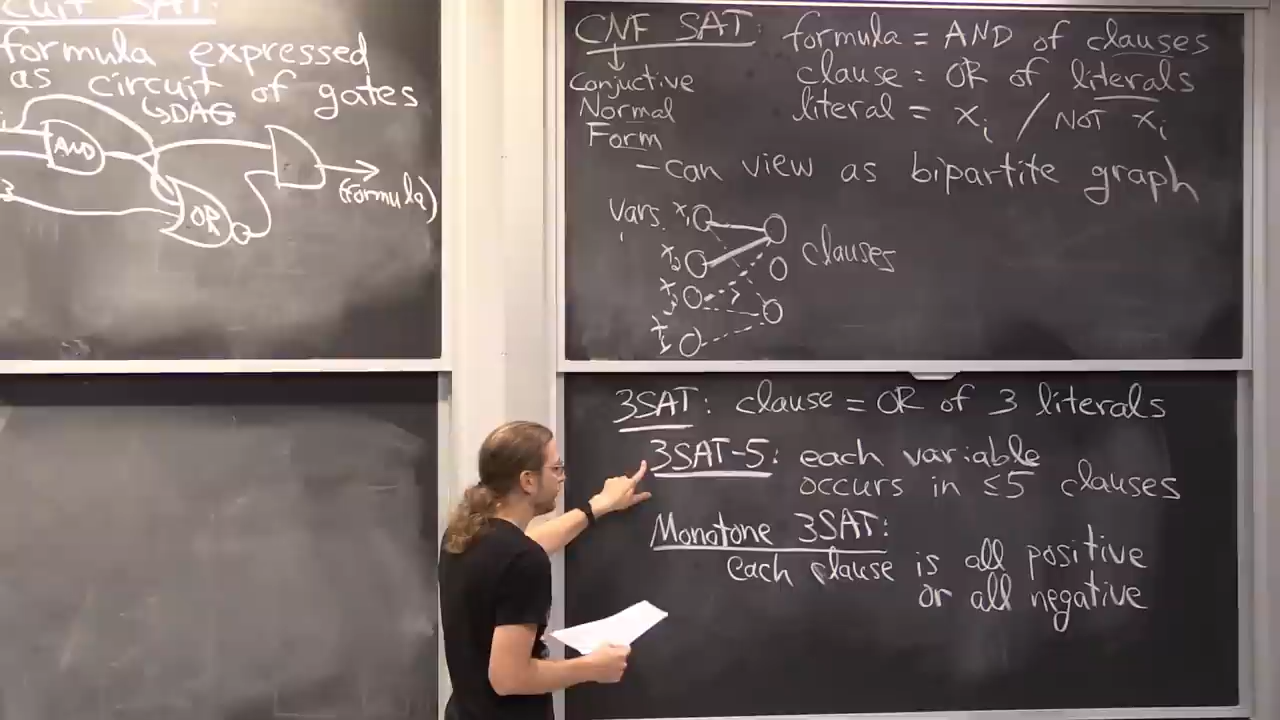 cuit SAT:
formula expressed
as circuit of gates
↳DAG
AND
OR
(formula)
3
CNF SAT: formula = AND of clauses
clause = OR of literals
literal = xi / NOT xi
Conjuctive
Normal
Form
- can view as bipartite graph
vars. x1
x2
x3
clauses
3SAT: clause = OR of 3 literals
3SAT-5: each variable
occurs in ≤5 clauses
Monotone 3SAT:
each clause is all positive
or all negative